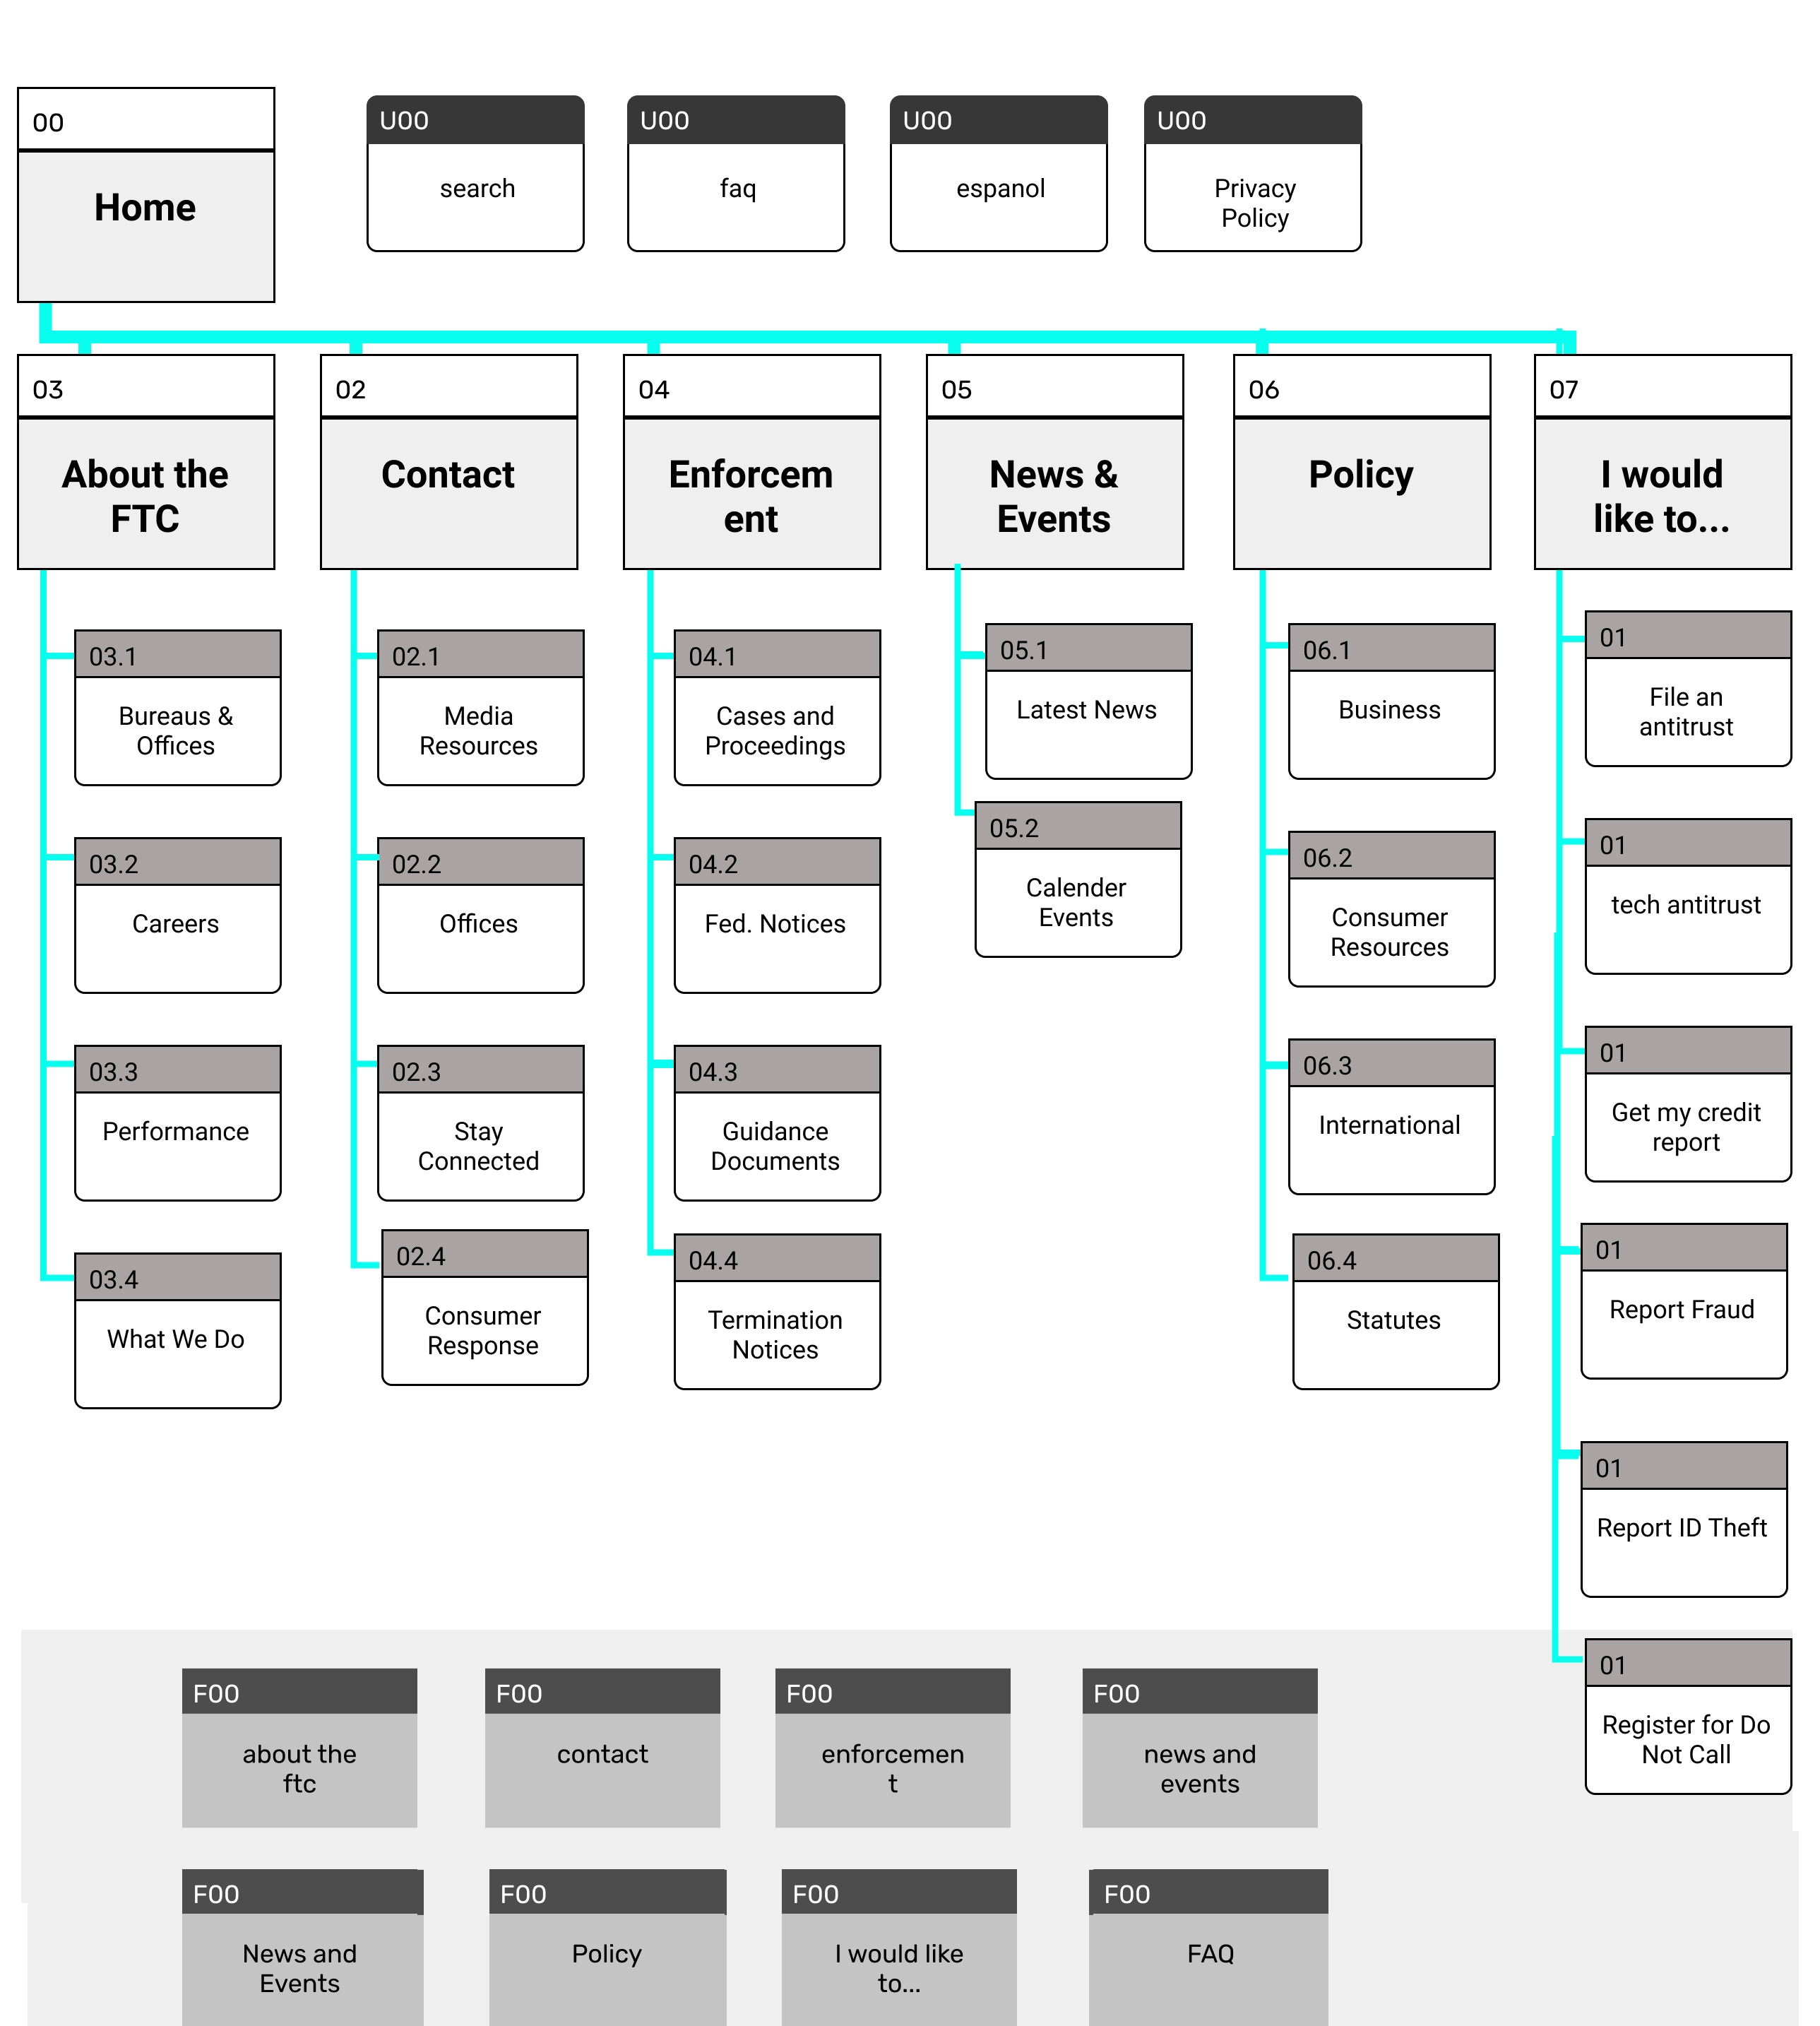 00
Home
U00
search
U00
faq
U00
espanol
U00
Privacy
Policy
03
About the
FTC
02
Contact
04
Enforcem
ent
05
News &
Events
06
Policy
07
I would
like to...
03.1
Bureaus &
Offices
03.2
Careers
03.3
Performance
03.4
What We Do
02.1
Media
Resources
02.2
Offices
02.3
Stay
Connected
02.4
Consumer
Response
04.1
Cases and
Proceedings
04.2
Fed. Notices
04.3
Guidance
Documents
04.4
Termination
Notices
05.1
Latest News
05.2
Calender
Events
06.1
Business
06.2
Consumer
Resources
06.3
International
06.4
Statutes
01
File an
antitrust
01
tech antitrust
01
Get my credit
report
01
Report Fraud
01
Report ID Theft
01
Register for Do
Not Call
F00
about the
ftc
F00
contact
F00
enforcemen
t
F00
news and
events
F00
News and
Events
F00
Policy
F00
I would like
to...
F00
FAQ